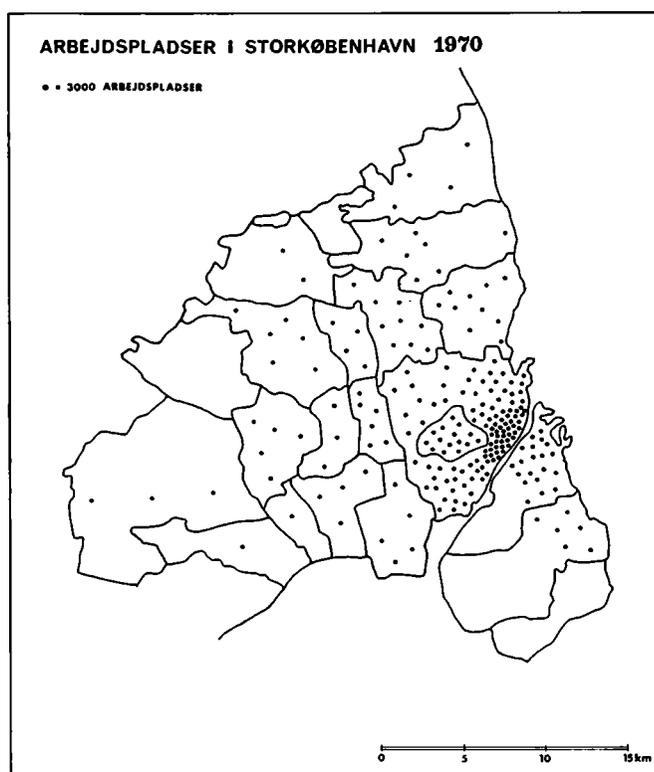 ARBEJDSPLADSER I STORKØBENHAVN 1970
• • 3000 ARBEJDSPLADSER
0 5 10 15 km